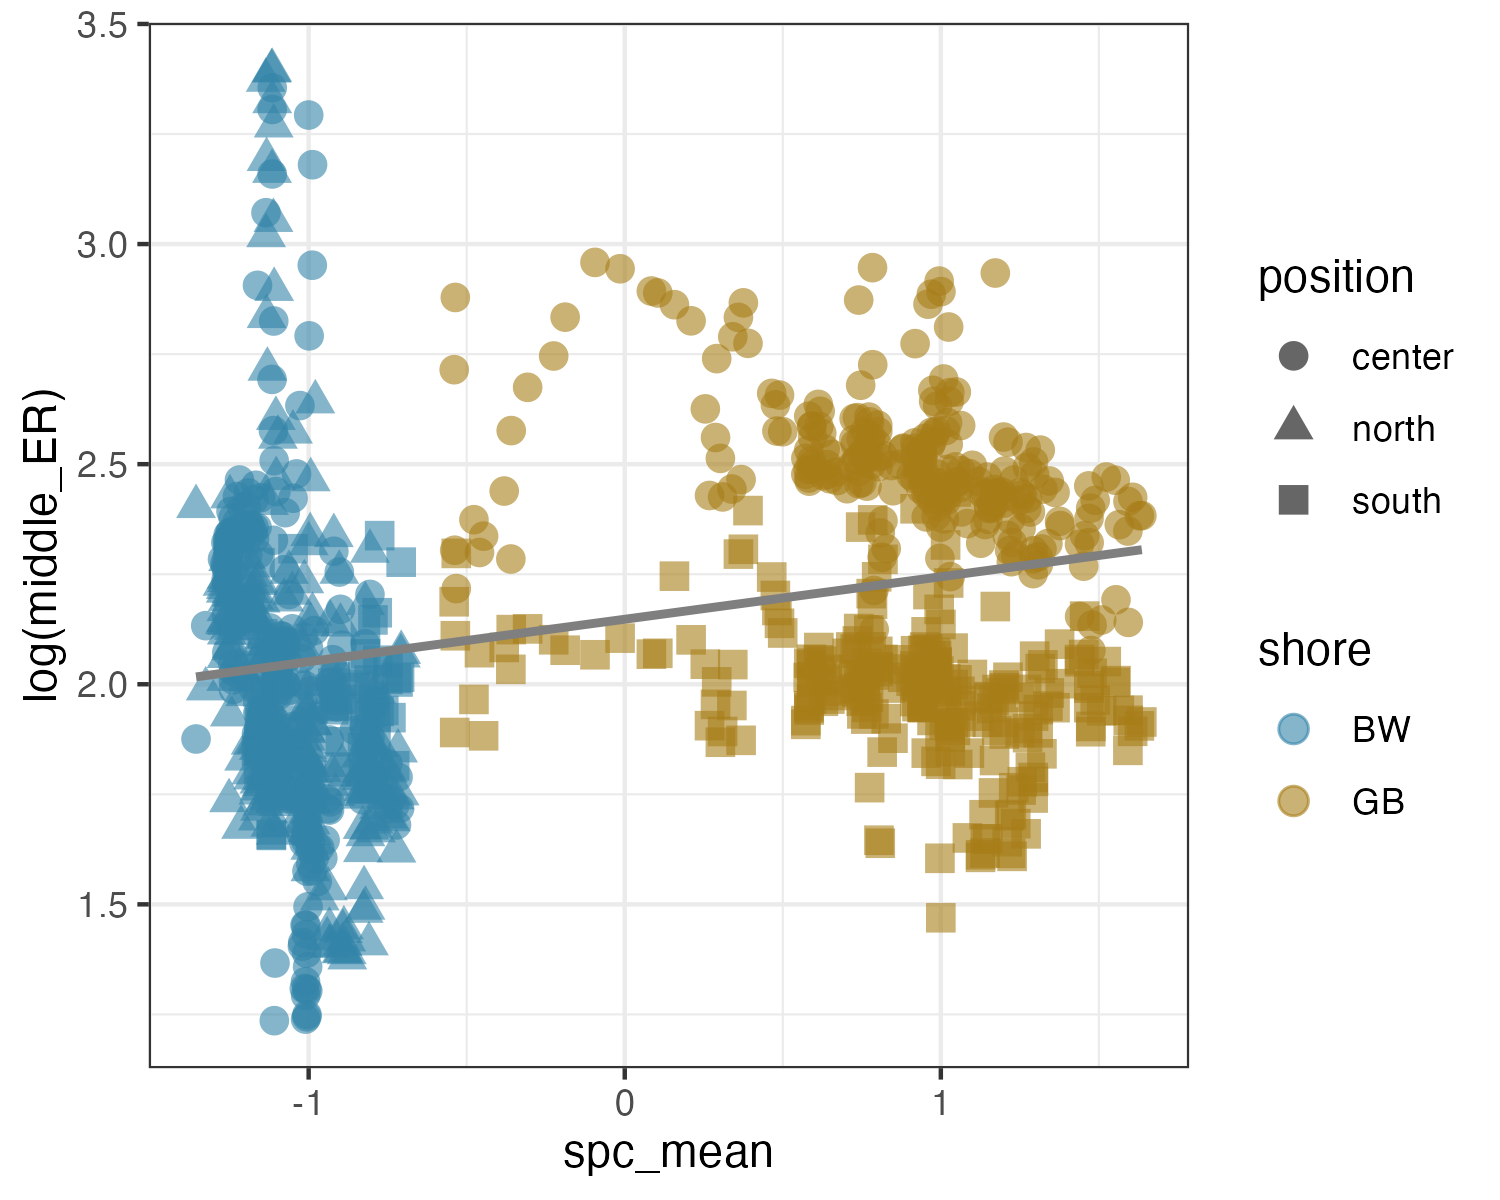 3.5
3.0
2.5
2.0
1.5
log(middle_ER)
-1
0
1
spc_mean
position
center
north
south
shore
BW
GB